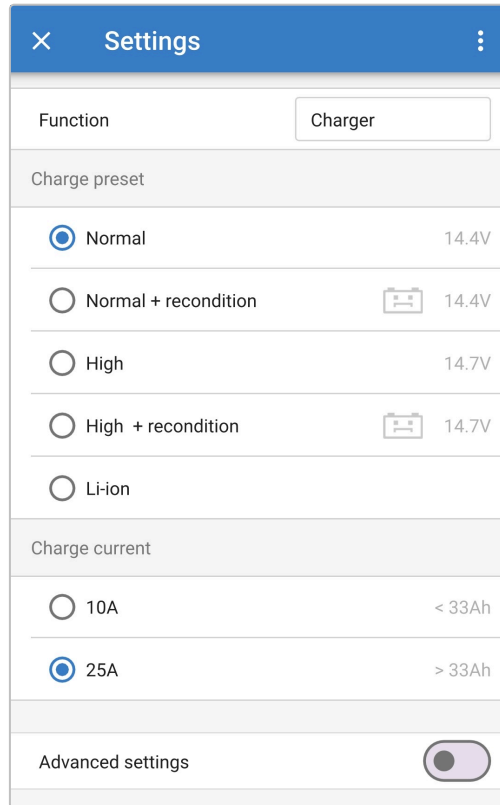 Settings
Function
Charger
Charge preset
Normal 14.4V
Normal + recondition 14.4V
High 14.7V
High + recondition 14.7V
Li-ion
Charge current
10A < 33Ah
25A > 33Ah
Advanced settings